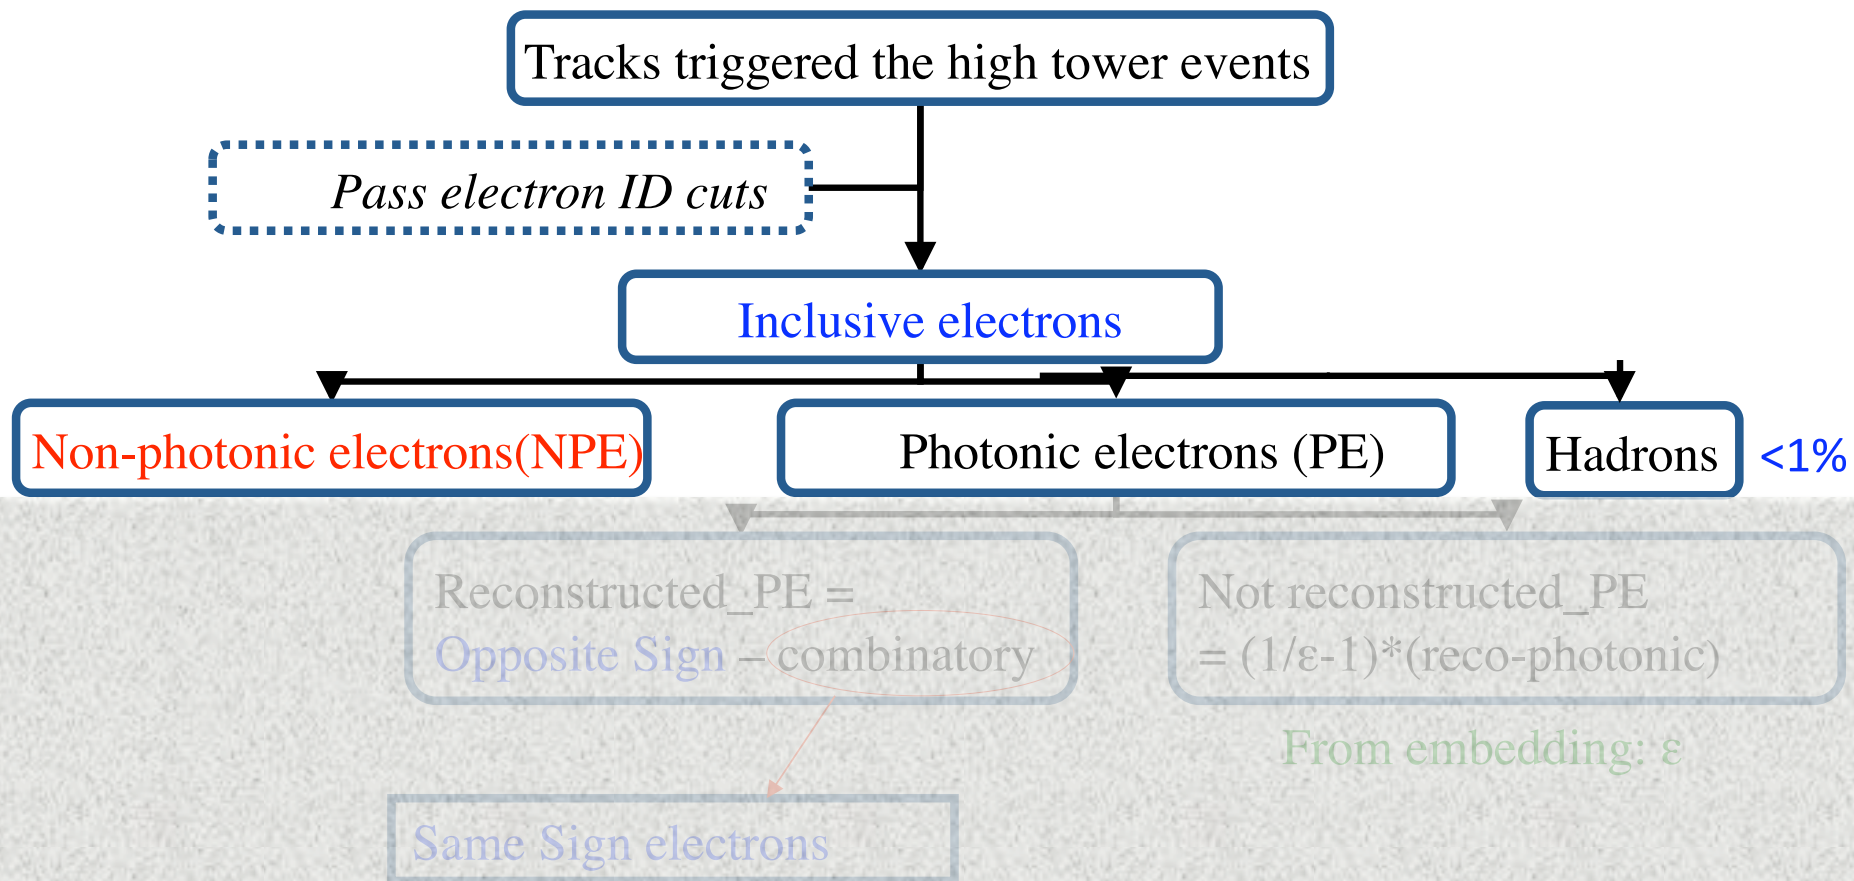 Tracks triggered the high tower events
Pass electron ID cuts
Inclusive electrons
Non-photonic electrons(NPE)
Photonic electrons (PE)
Hadrons
<1%
Reconstructed_PE =
Opposite Sign – combinatory
Not reconstructed_PE
= (1/ε-1)*(reco-photonic)
From embedding: ε
Same Sign electrons